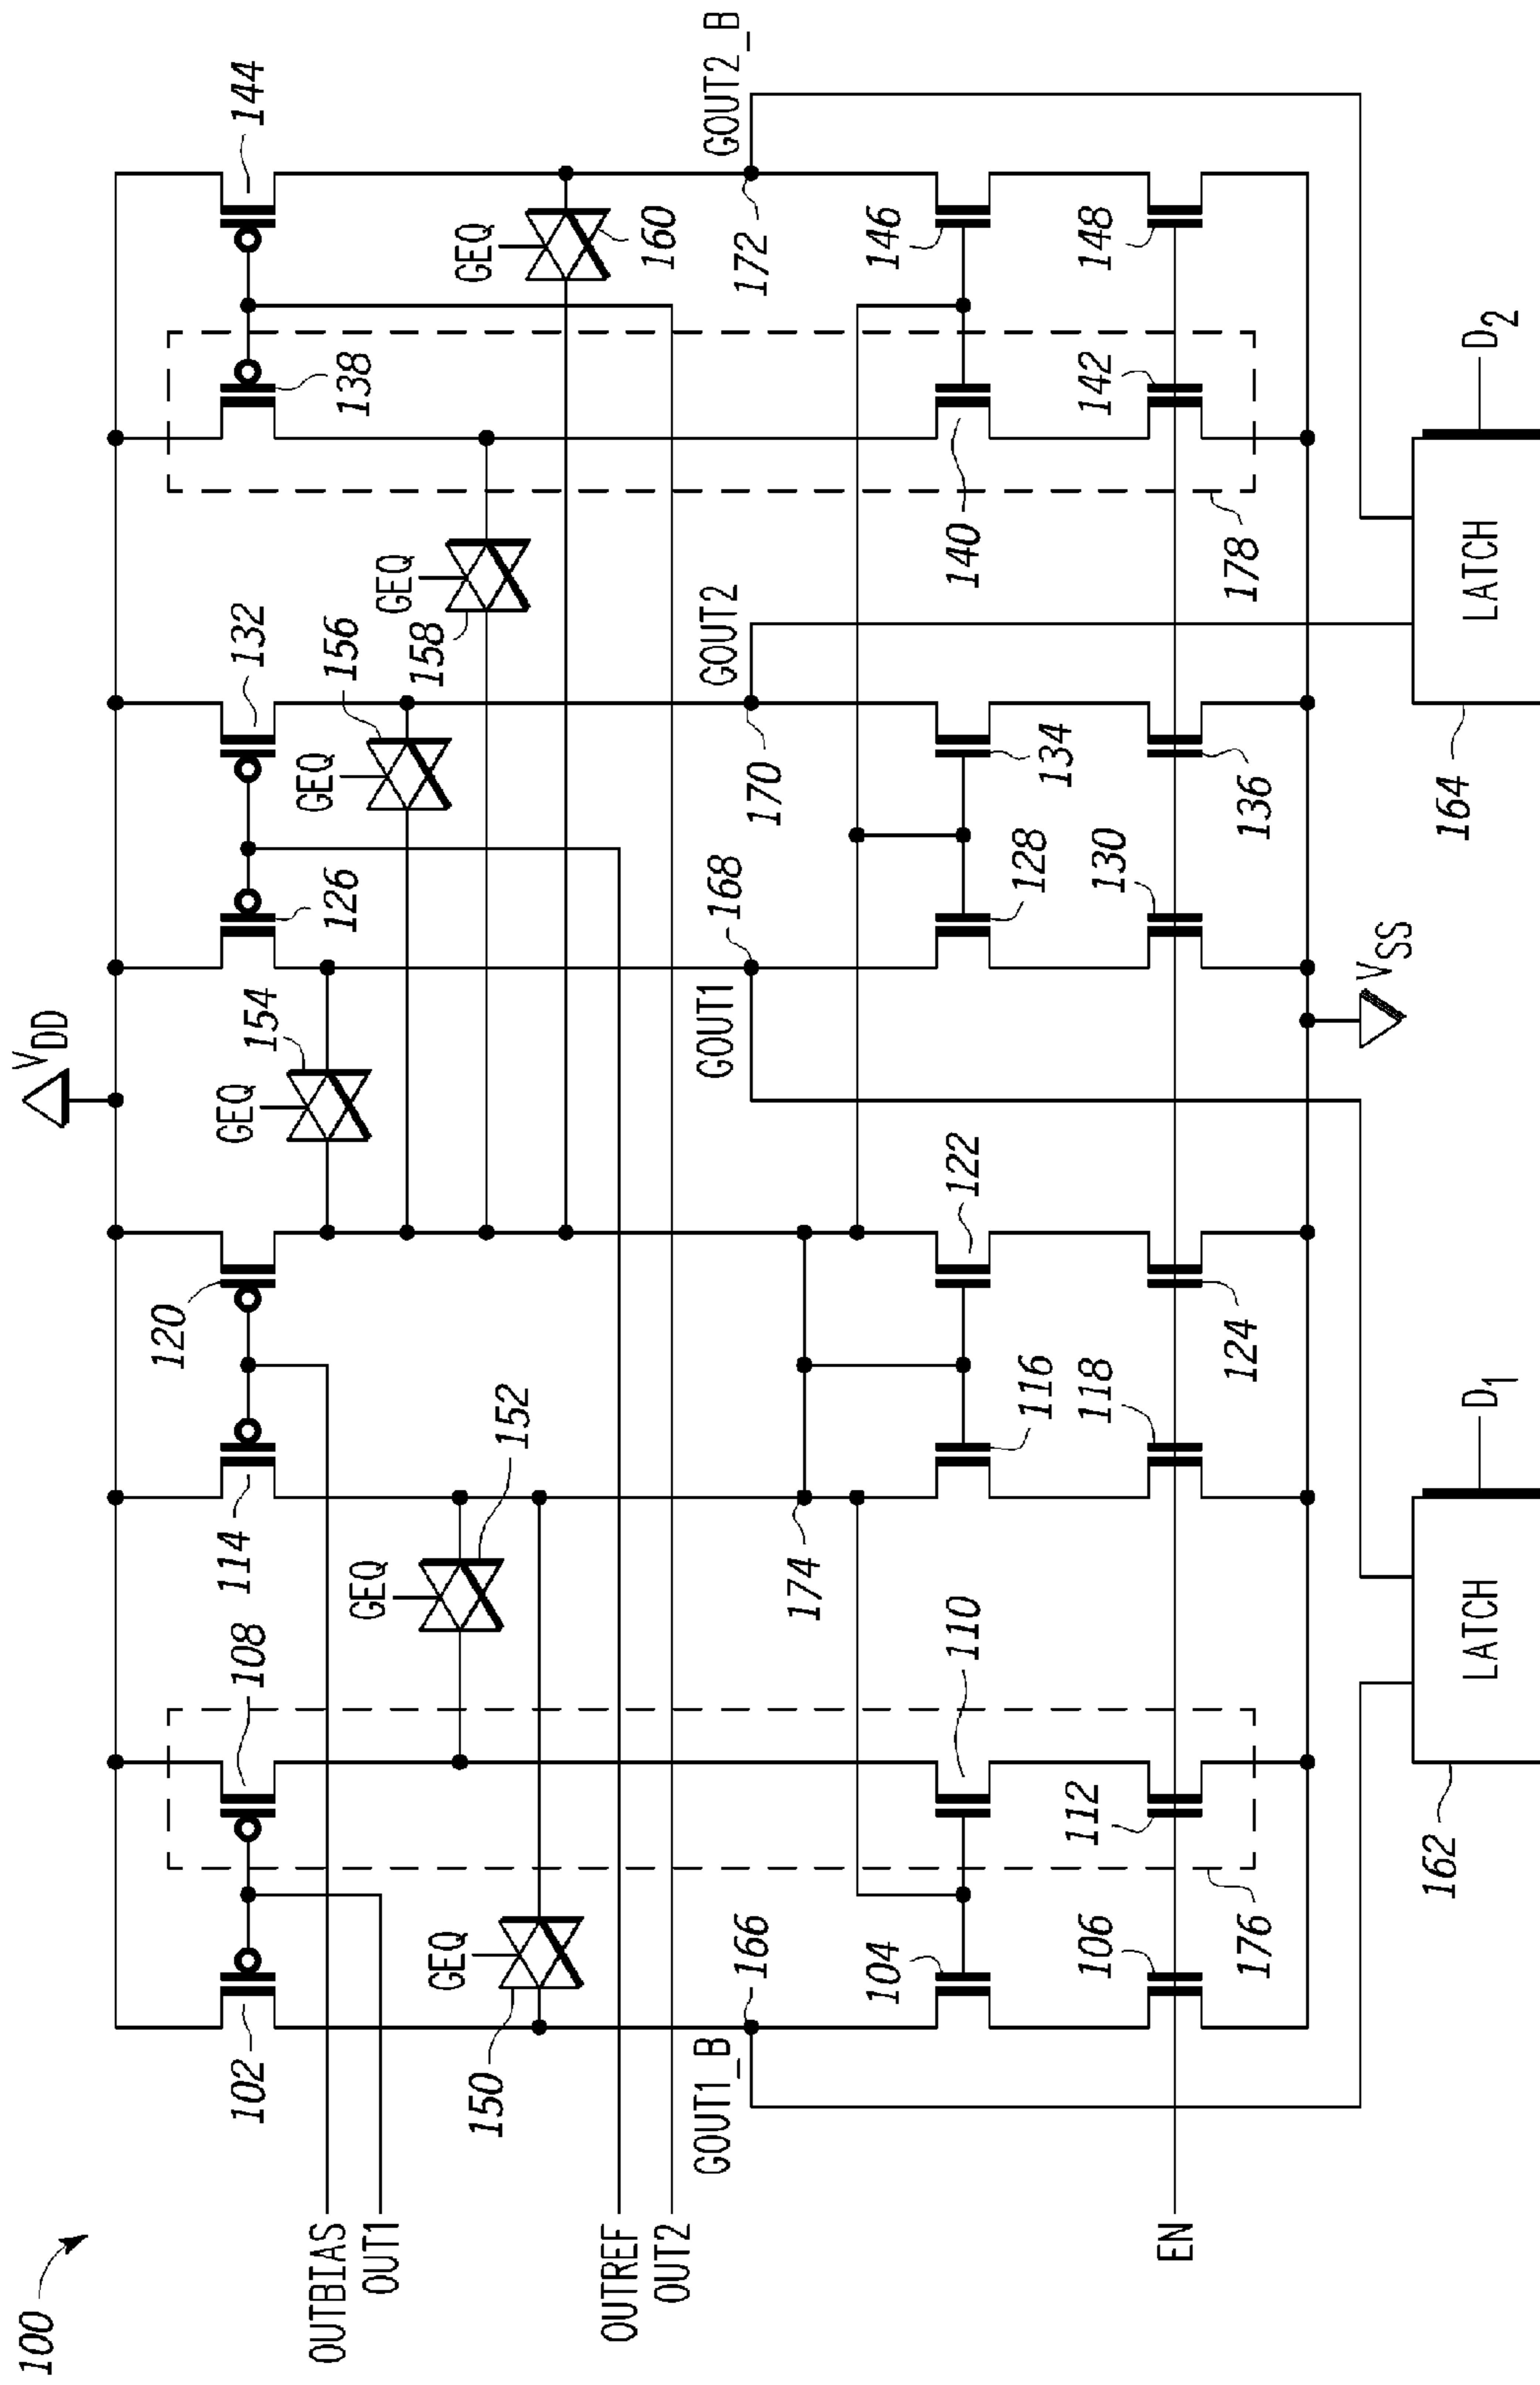 100
V_DD
102
108
114
120
126
132
138
144
OUTBIAS
OUT1
OUTREF
OUT2
GEQ
150
GEQ
152
GEQ
154
GEQ
156
GEQ
158
GEQ
160
GOUT1_B
166
174
GOUT1
168
170
GOUT2
172
GOUT2_B
104
110
116
122
128
134
140
146
EN
106
112
118
124
130
136
142
148
176
178
V_SS
162
LATCH
D_1
164
LATCH
D_2